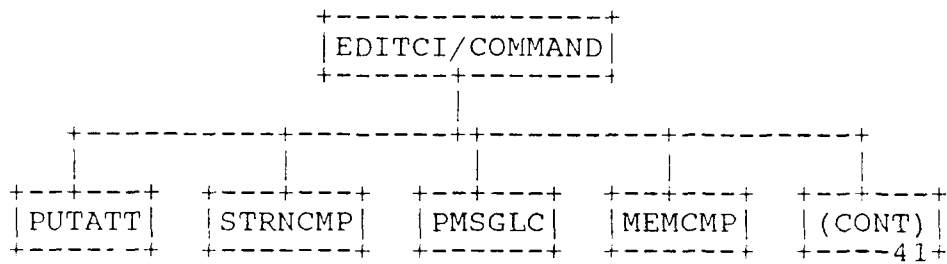 EDITCI/COMMAND
PUTATT STRNCMP PMSGLC MEMCMP (CONT)
41